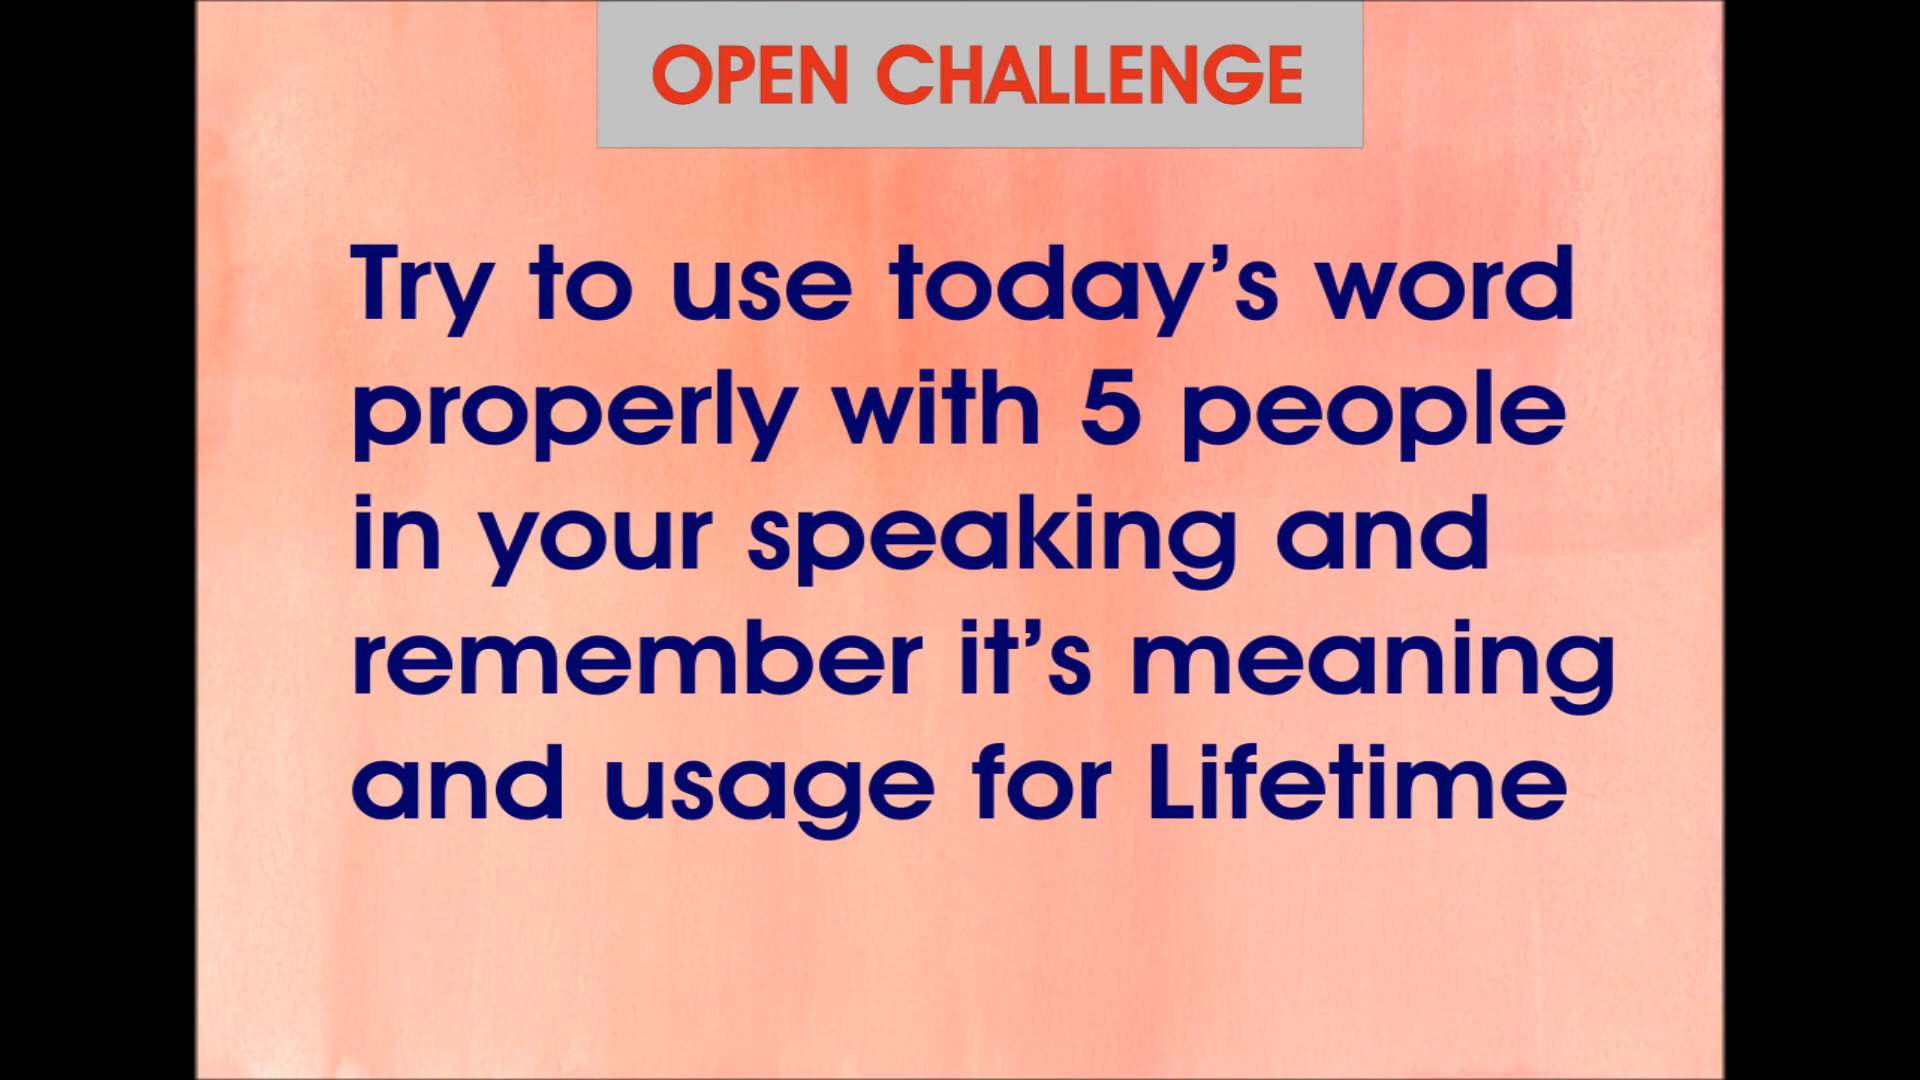 OPEN CHALLENGE
Try to use today’s word
properly with 5 people
in your speaking and
remember it’s meaning
and usage for Lifetime